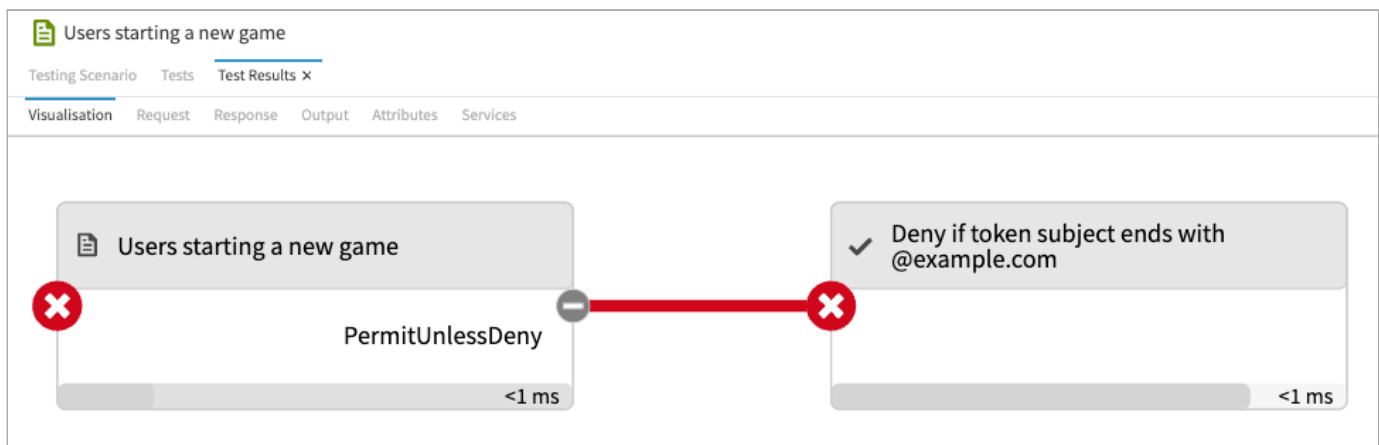 Users starting a new game
Testing Scenario Tests Test Results ×
Visualisation Request Response Output Attributes Services
Users starting a new game
PermitUnlessDeny
<1 ms
Deny if token subject ends with
@example.com
<1 ms